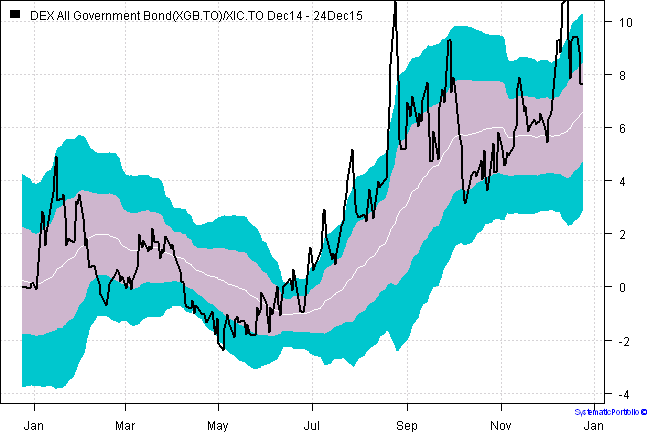 DEX All Government Bond(XGB.TO)/XIC.TO Dec14 - 24Dec15
10
8
6
4
2
0
-2
-4
Jan Mar May Jul Sep Nov Jan
SystematicPortfolio ©